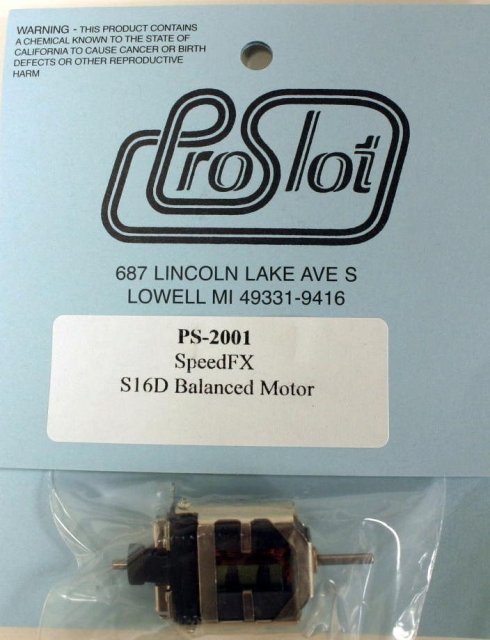 WARNING - THIS PRODUCT CONTAINS
A CHEMICAL KNOWN TO THE STATE OF
CALIFORNIA TO CAUSE CANCER OR BIRTH
DEFECTS OR OTHER REPRODUCTIVE
HARM
ProSlot
687 LINCOLN LAKE AVE S
LOWELL MI 49331-9416
PS-2001
SpeedFX
S16D Balanced Motor